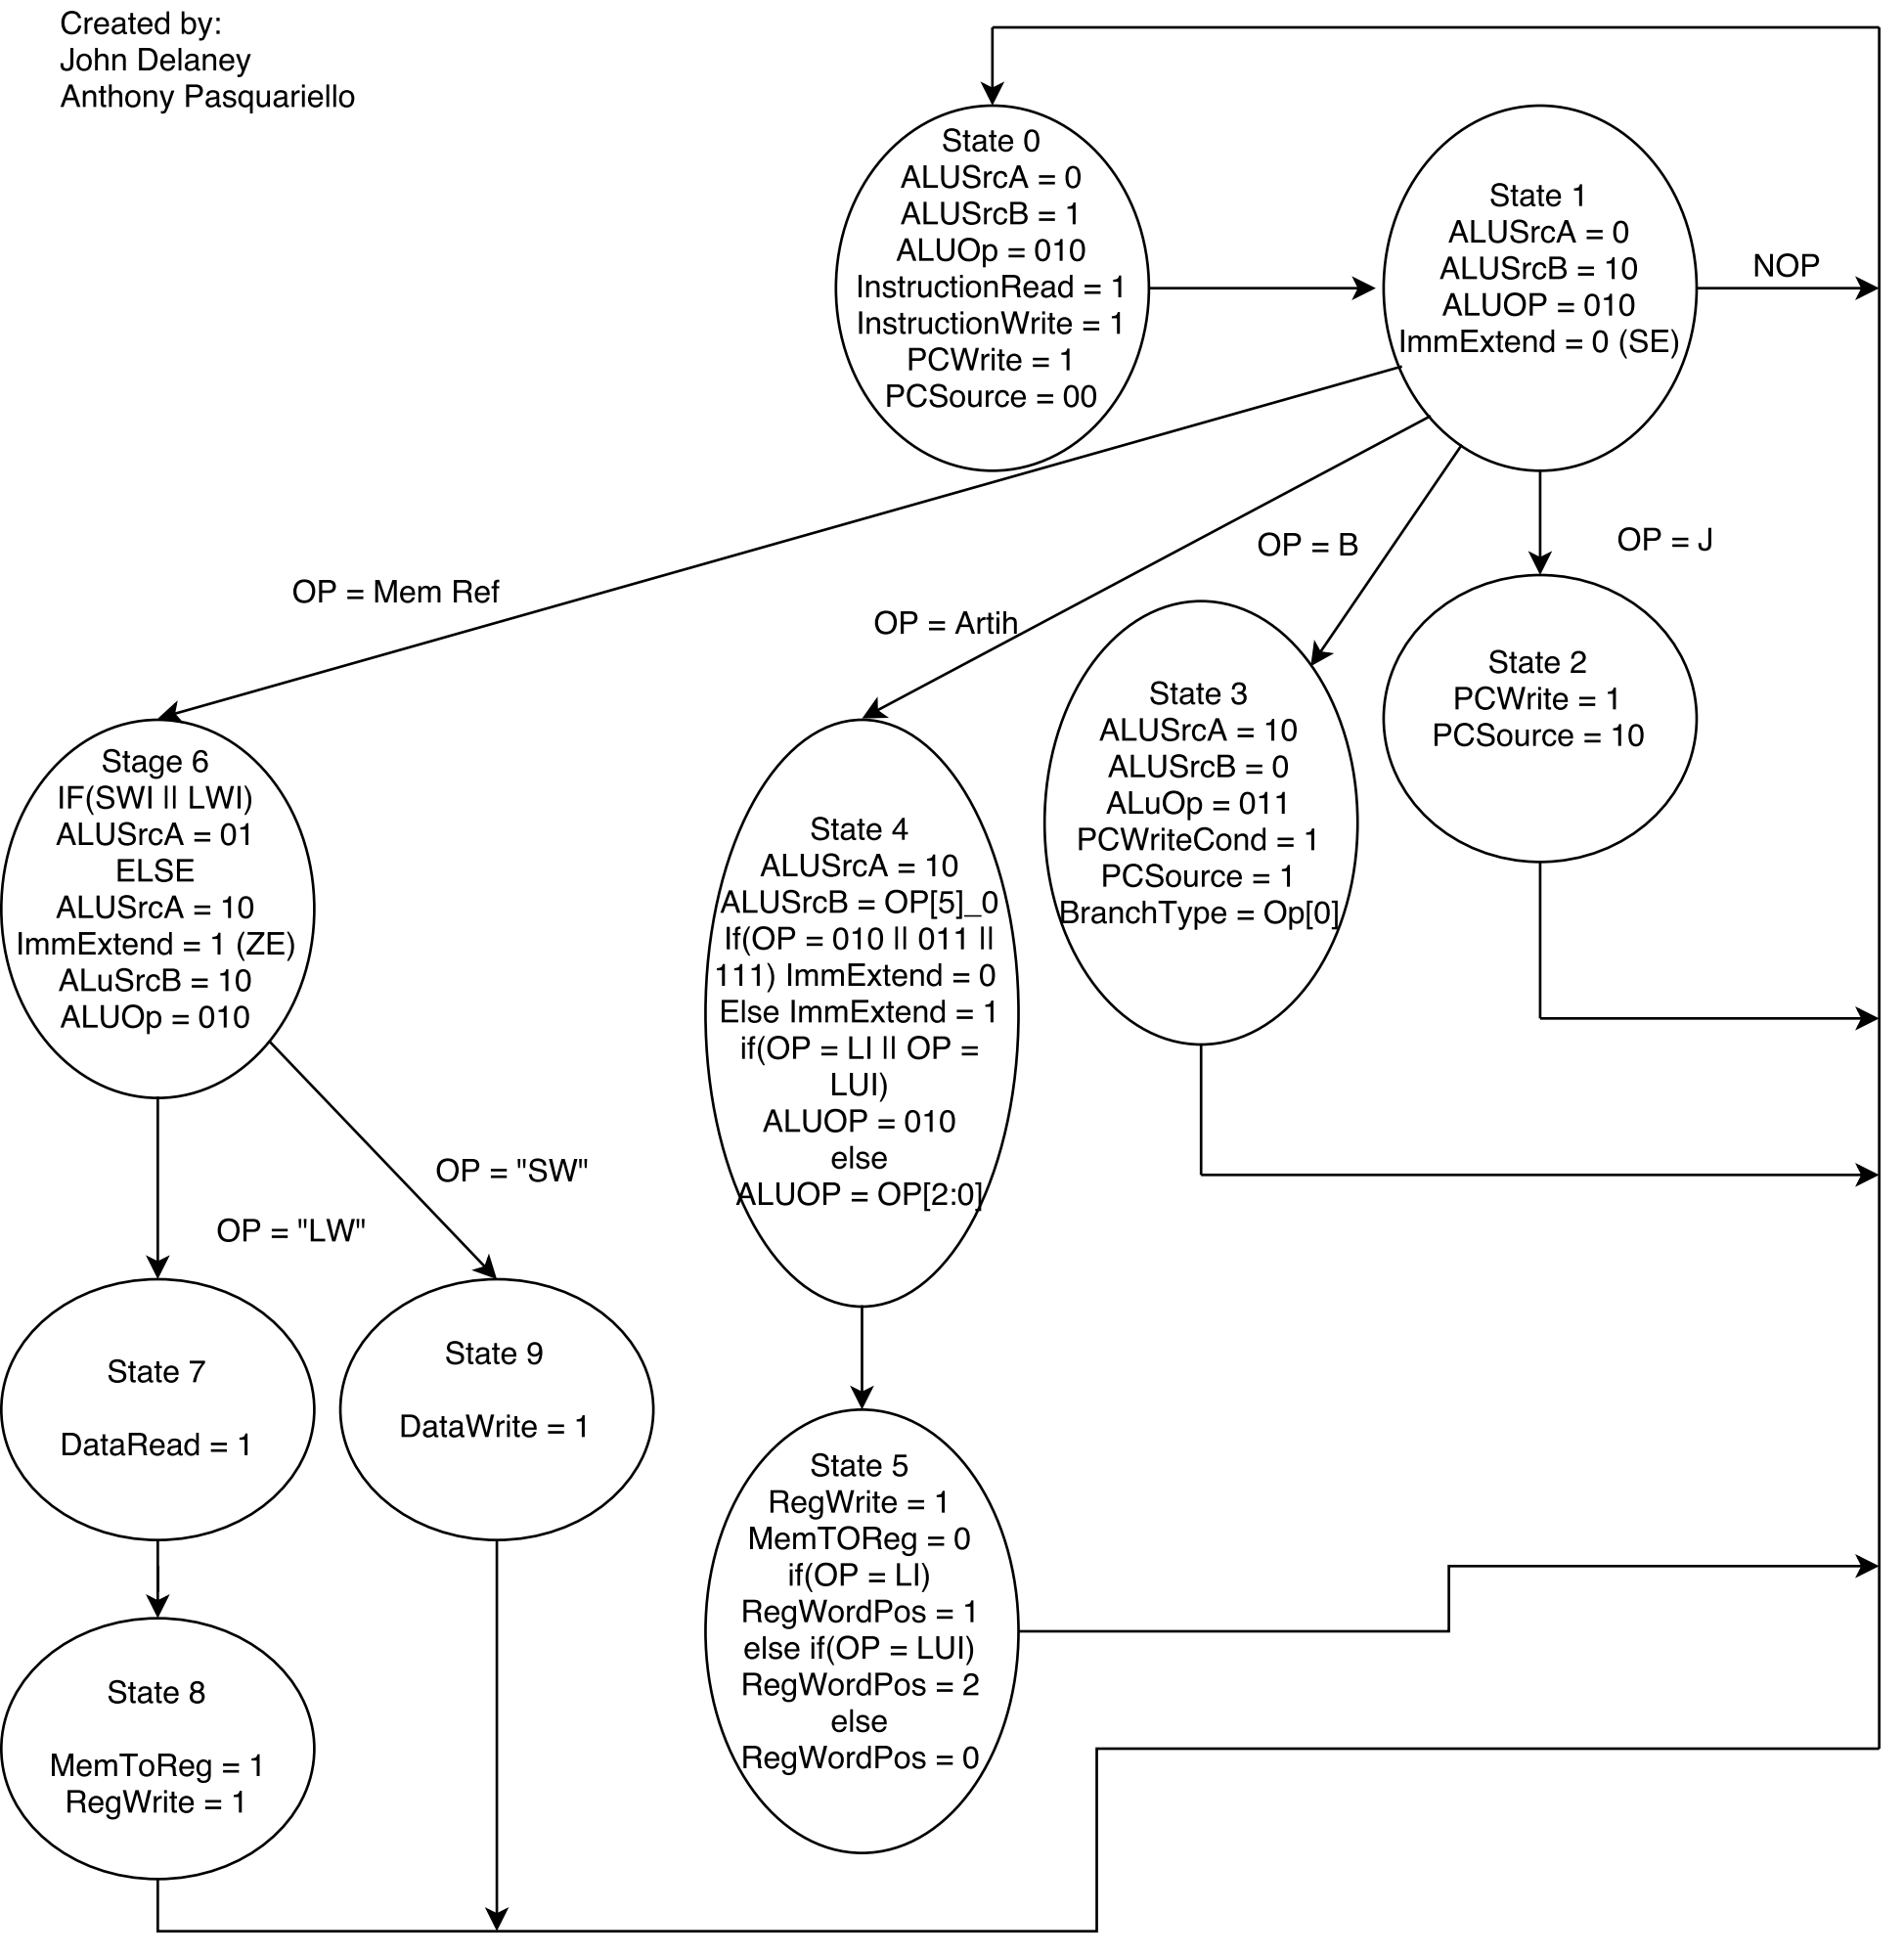 Created by:
John Delaney
Anthony Pasquariello
State 0
ALUSrcA = 0
ALUSrcB = 1
ALUOp = 010
InstructionRead = 1
InstructionWrite = 1
PCWrite = 1
PCSource = 00
State 1
ALUSrcA = 0
ALUSrcB = 10
ALUOP = 010
ImmExtend = 0 (SE)
NOP
OP = Mem Ref
OP = Artih
OP = B
OP = J
State 2
PCWrite = 1
PCSource = 10
State 3
ALUSrcA = 10
ALUSrcB = 0
ALuOp = 011
PCWriteCond = 1
PCSource = 1
BranchType = Op[0]
State 4
ALUSrcA = 10
ALUSrcB = OP[5]_0
If(OP = 010 || 011 ||
111) ImmExtend = 0
Else ImmExtend = 1
if(OP = LI || OP =
LUI)
ALUOP = 010
else
ALUOP = OP[2:0]
Stage 6
IF(SWI || LWI)
ALUSrcA = 01
ELSE
ALUSrcA = 10
ImmExtend = 1 (ZE)
ALuSrcB = 10
ALUOp = 010
OP = "SW"
OP = "LW"
State 7
DataRead = 1
State 9
DataWrite = 1
State 5
RegWrite = 1
MemTOReg = 0
if(OP = LI)
RegWordPos = 1
else if(OP = LUI)
RegWordPos = 2
else
RegWordPos = 0
State 8
MemToReg = 1
RegWrite = 1